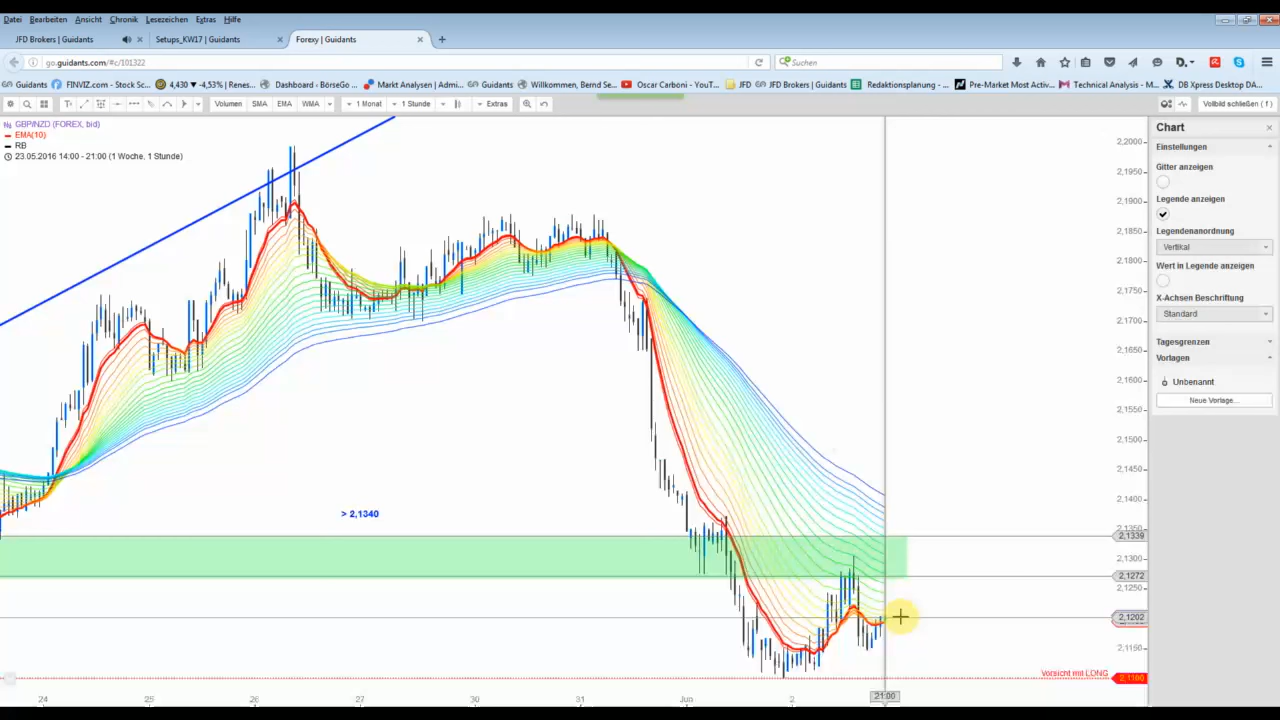 Datei Bearbeiten Ansicht Chronik Lesezeichen Extras Hilfe
JFD Brokers | Guidants Setups_KW17 | Guidants Forexy | Guidants
go.guidants.com/#c/101322 Suchen
Guidants FINVIZ.com - Stock Sc... 4,430 ▼ -4,53% | Renes... Dashboard - BörseGo ... Markt Analysen | Admi... Guidants Willkommen, Bernd Se... Oscar Carboni - YouT... JFD JFD Brokers | Guidants Redaktionsplanung - ... Pre-Market Most Activ... Technical Analysis - M... DB Xpress Desktop DA...
Volumen SMA EMA WMA 1 Monat 1 Stunde Extras Vollbild schließen ( f )
GBP/NZD (FOREX, bid)
EMA(10)
RB
23.05.2016 14:00 - 21:00 (1 Woche, 1 Stunde)
Chart
Einstellungen
Gitter anzeigen
Legende anzeigen
Legendenanordnung
Vertikal
Wert in Legende anzeigen
X-Achsen Beschriftung
Standard
Tagesgrenzen
Vorlagen
Unbenannt
Neue Vorlage...
2,2000
2,1950
2,1900
2,1850
2,1800
2,1750
2,1700
2,1650
2,1600
2,1550
2,1500
2,1450
2,1400
2,1350
2,1339
2,1300
2,1272
2,1250
2,1202
2,1150
2,1100
> 2,1340
Vorsicht mit LONG
24 25 26 27 30 31 Jun 2 21:00